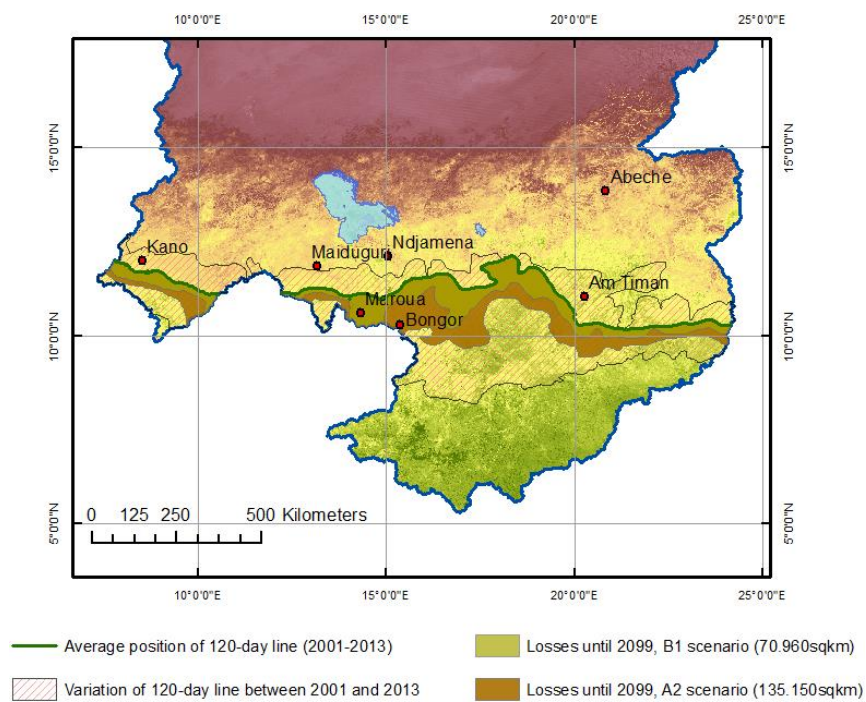 10°0'0"E 15°0'0"E 20°0'0"E 25°0'0"E
15°0'0"N 15°0'0"N
Abeche
Kano
Maiduguri
Ndjamena
Am Timan
Maroua
Bongor
10°0'0"N 10°0'0"N
0 125 250 500 Kilometers
5°0'0"N 5°0'0"N
10°0'0"E 15°0'0"E 20°0'0"E 25°0'0"E
Average position of 120-day line (2001-2013)
Losses until 2099, B1 scenario (70.960sqkm)
Variation of 120-day line between 2001 and 2013
Losses until 2099, A2 scenario (135.150sqkm)